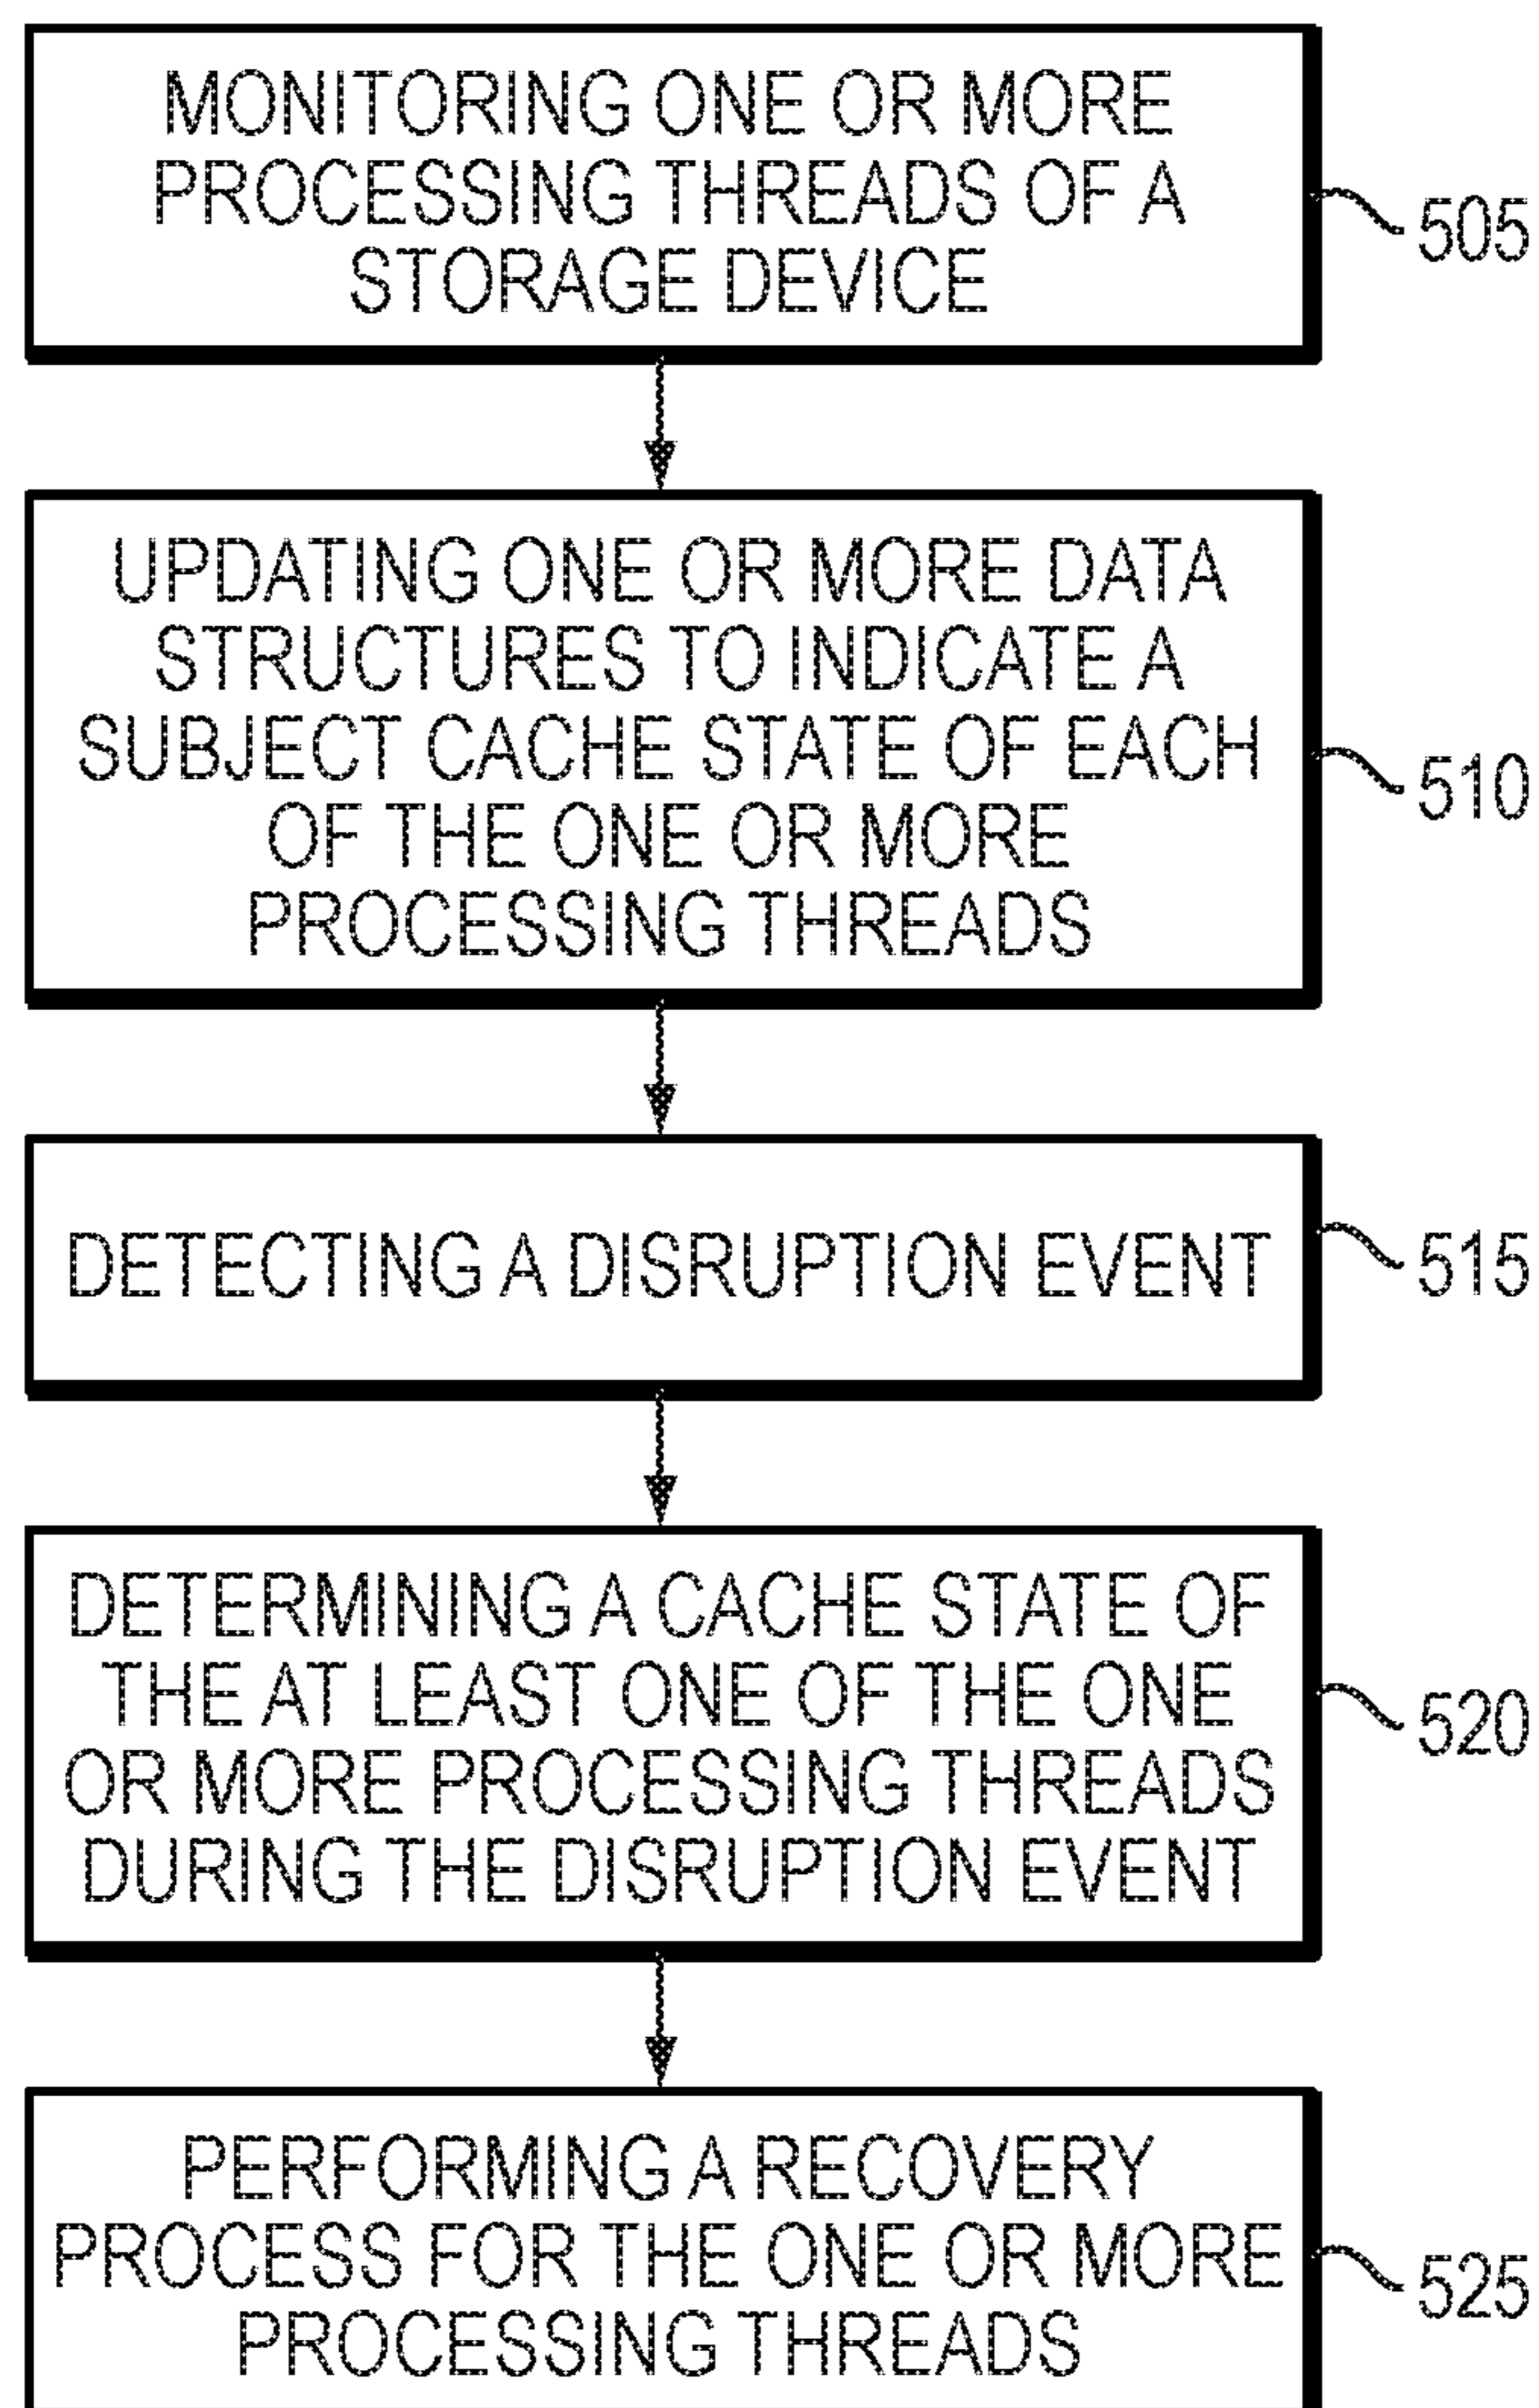 MONITORING ONE OR MORE
PROCESSING THREADS OF A
STORAGE DEVICE
505
UPDATING ONE OR MORE DATA
STRUCTURES TO INDICATE A
SUBJECT CACHE STATE OF EACH
OF THE ONE OR MORE
PROCESSING THREADS
510
DETECTING A DISRUPTION EVENT
515
DETERMINING A CACHE STATE OF
THE AT LEAST ONE OF THE ONE
OR MORE PROCESSING THREADS
DURING THE DISRUPTION EVENT
520
PERFORMING A RECOVERY
PROCESS FOR THE ONE OR MORE
PROCESSING THREADS
525